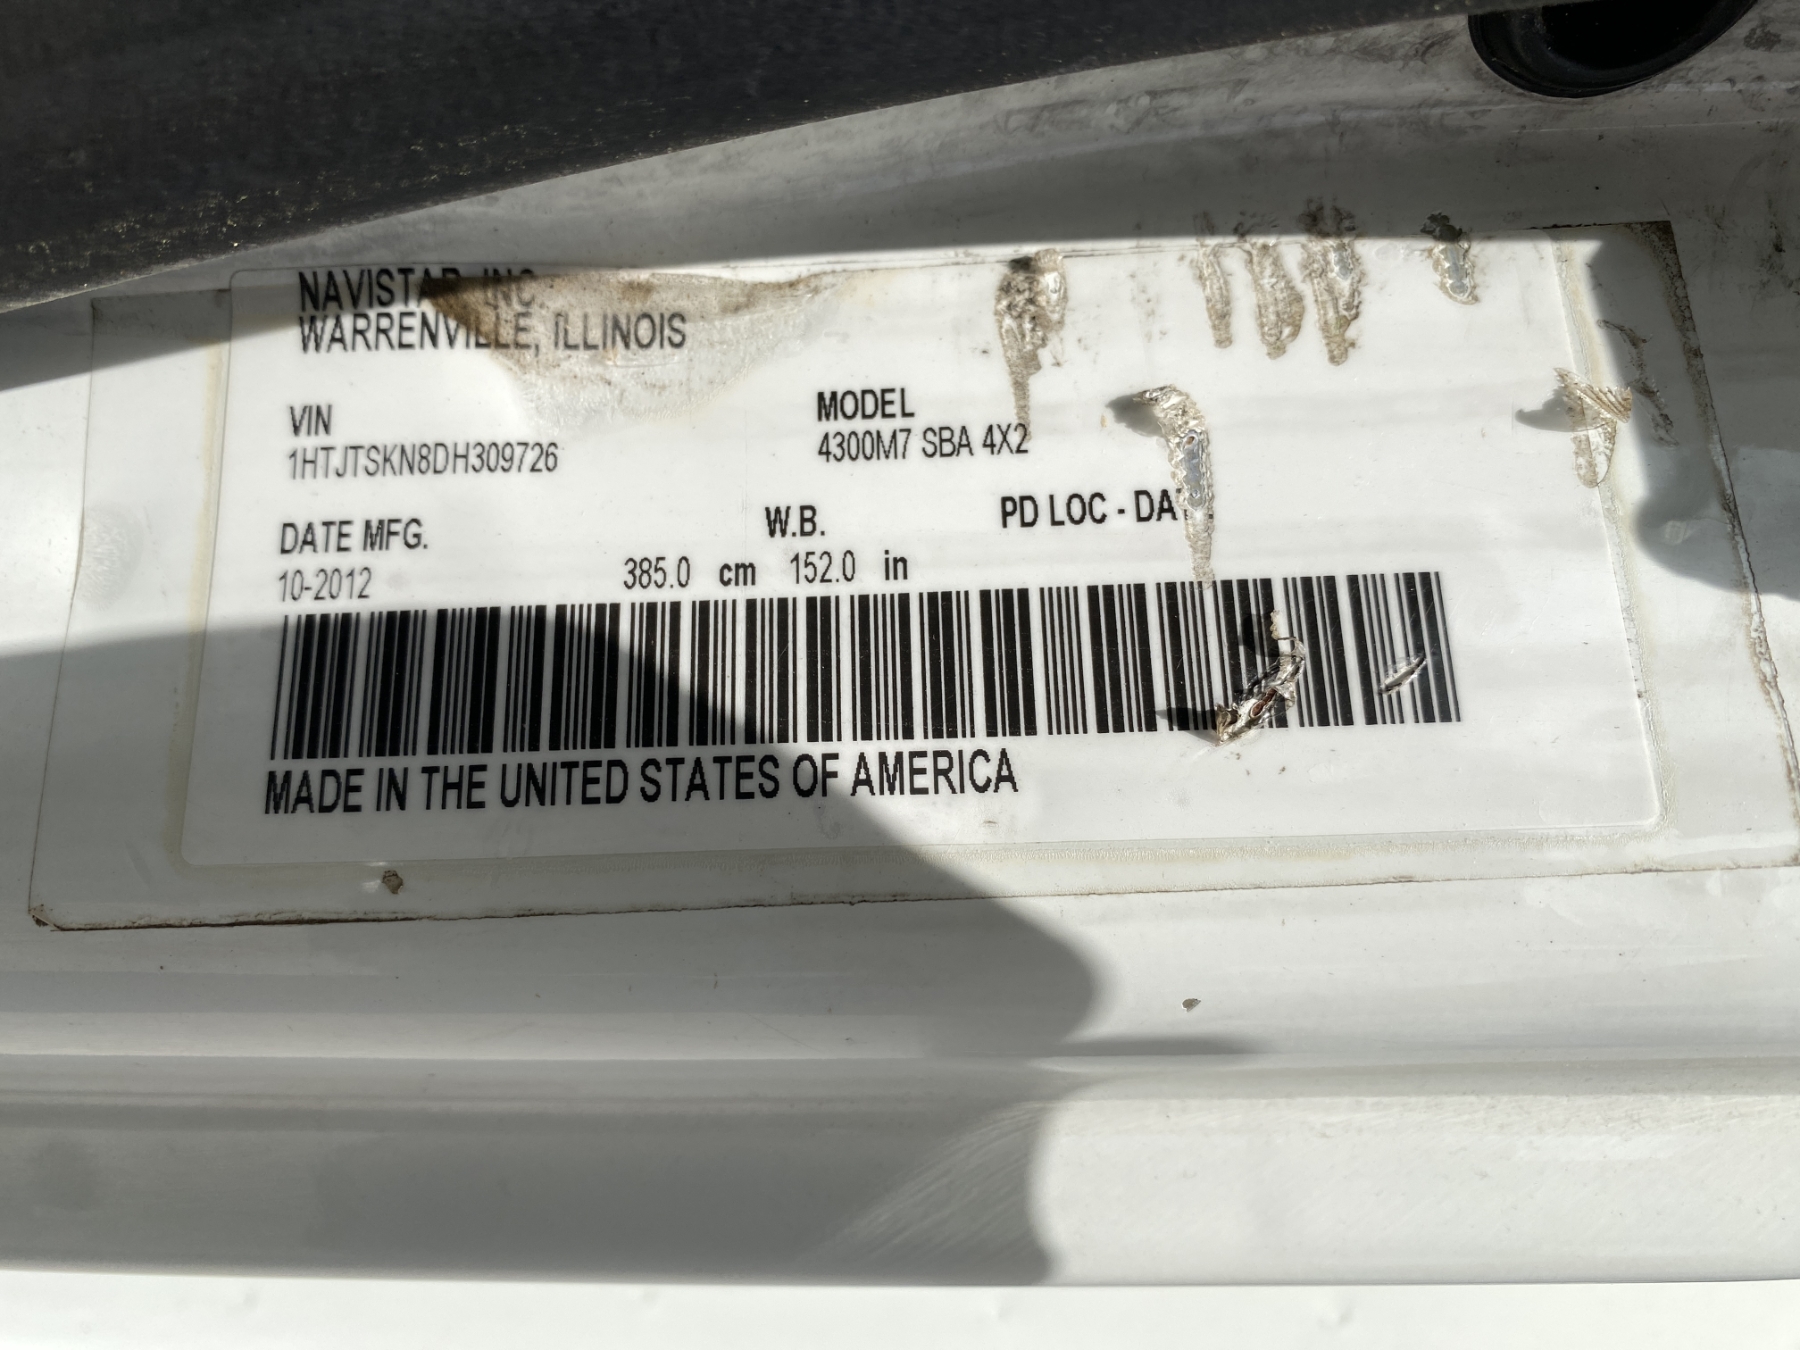 NAVISTAR, INC.
WARRENVILLE, ILLINOIS
VIN
1HTJTSKN8DH309726
MODEL
4300M7 SBA 4X2
DATE MFG.
10-2012
W.B.
385.0 cm 152.0 in
PD LOC -
MADE IN THE UNITED STATES OF AMERICA